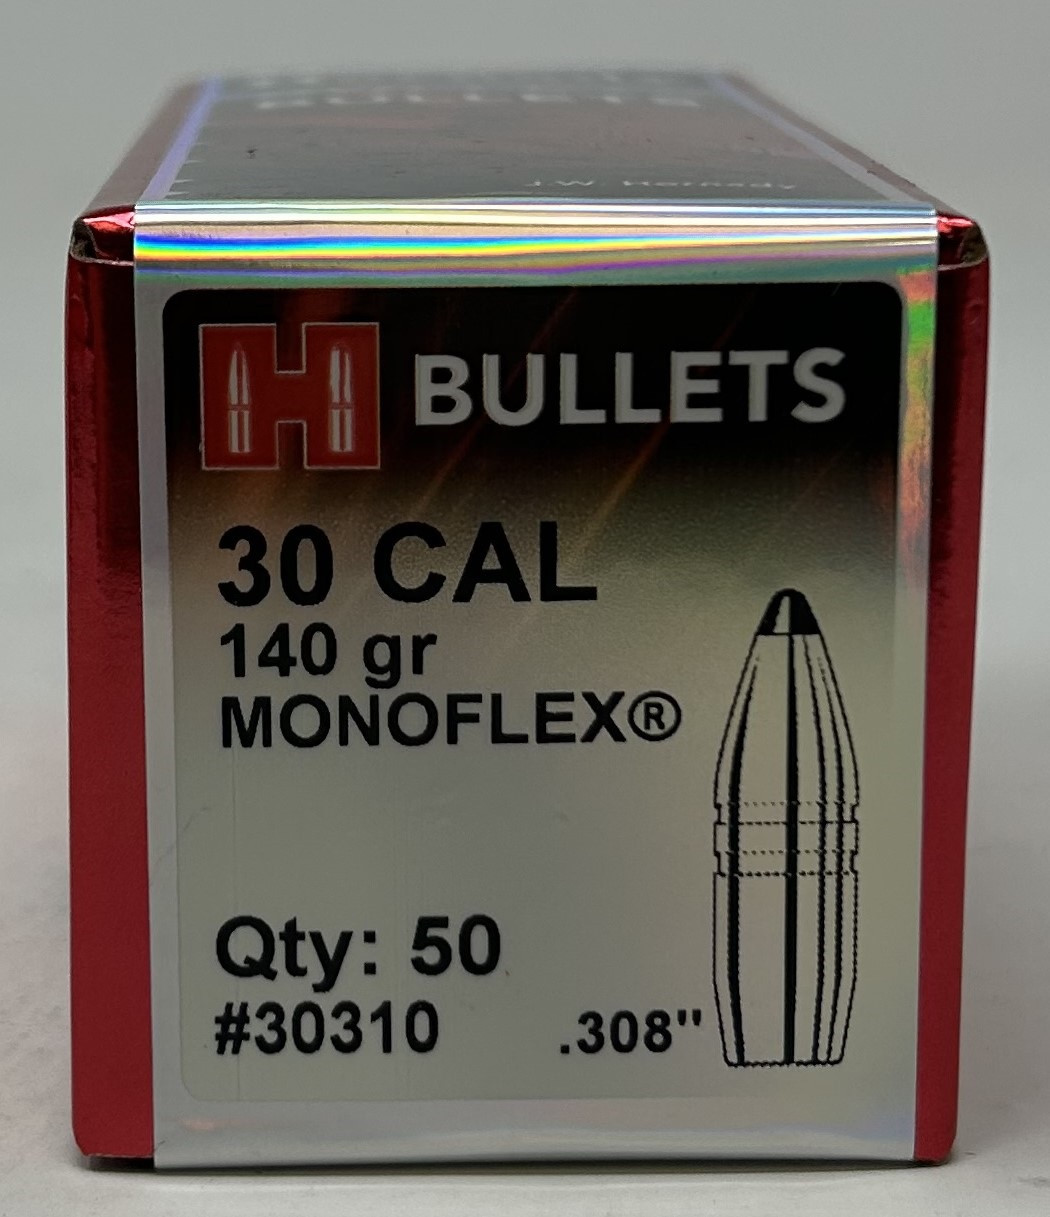 BULLETS
J.W. Hornady
BULLETS
30 CAL
140 gr
MONOFLEX®
Qty: 50
#30310
.308"